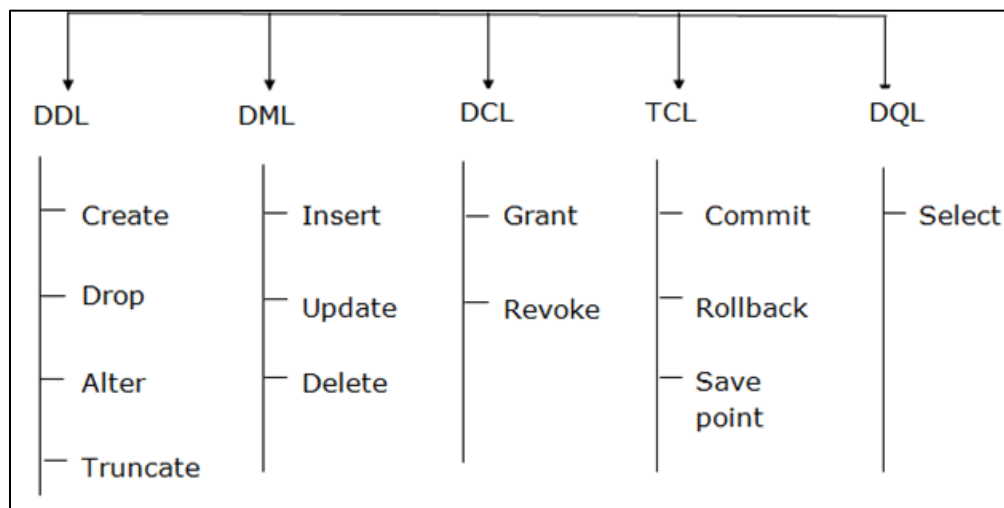 DDL
DML
DCL
TCL
DQL
Create
Insert
Grant
Commit
Select
Drop
Update
Revoke
Rollback
Alter
Delete
Save
point
Truncate